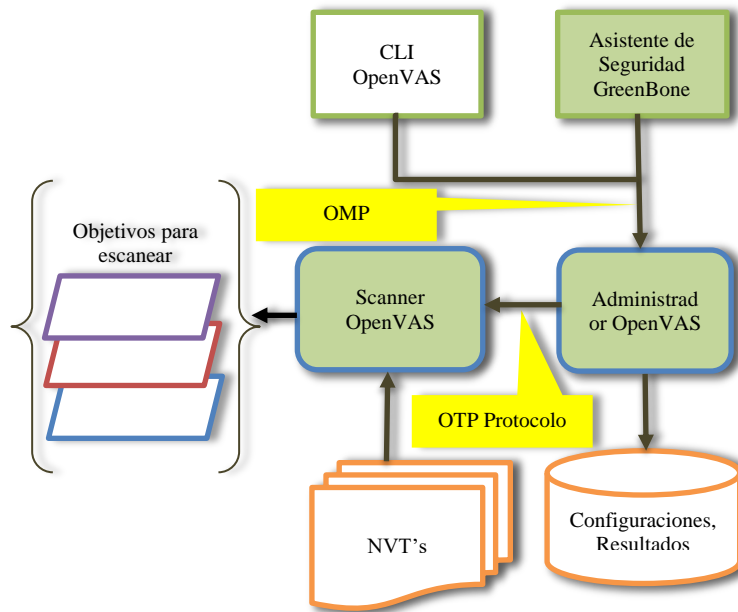 CLI
OpenVAS
Asistente de
Seguridad
GreenBone
OMP
Objetivos para
escanear
Scanner
OpenVAS
Administrad
or OpenVAS
OTP Protocolo
NVT’s
Configuraciones,
Resultados